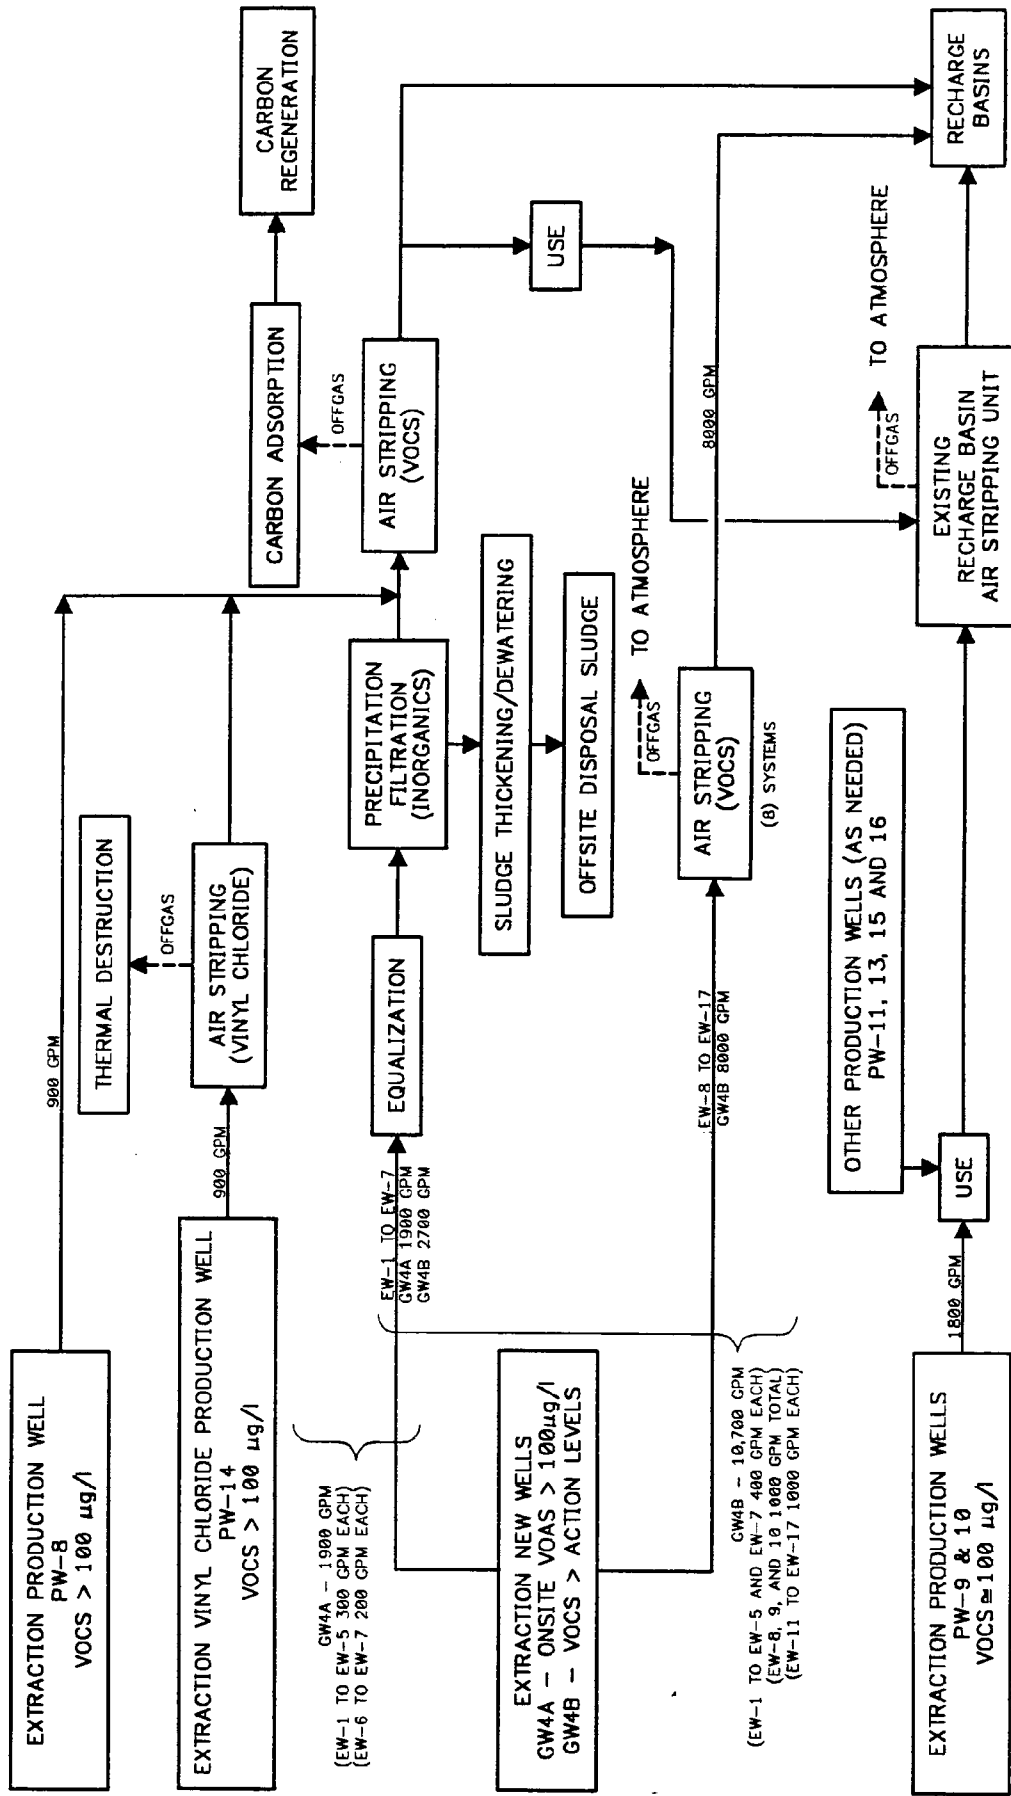 EXTRACTION PRODUCTION WELL
PW-8
VOCS > 100 µg/l
900 GPM
EXTRACTION VINYL CHLORIDE PRODUCTION WELL
PW-14
VOCS > 100 µg/l
900 GPM
AIR STRIPPING
(VINYL CHLORIDE)
OFFGAS
THERMAL DESTRUCTION
GW4A - 1900 GPM
(EW-1 TO EW-5 300 GPM EACH)
(EW-6 TO EW-7 200 GPM EACH)
EXTRACTION NEW WELLS
GW4A - ONSITE VOAS > 100µg/l
GW4B - VOCS > ACTION LEVELS
EW-1 TO EW-7
GW4A 1900 GPM
GW4B 2700 GPM
EQUALIZATION
PRECIPITATION
FILTRATION
(INORGANICS)
SLUDGE THICKENING/DEWATERING
OFFSITE DISPOSAL SLUDGE
AIR STRIPPING
(VOCS)
OFFGAS
CARBON ADSORPTION
CARBON
REGENERATION
USE
GW4B - 10,700 GPM
(EW-1 TO EW-5 AND EW-7 400 GPM EACH)
(EW-8, 9, AND 10 1000 GPM TOTAL)
(EW-11 TO EW-17 1000 GPM EACH)
EW-8 TO EW-17
GW4B 8000 GPM
AIR STRIPPING
(VOCS)
(8) SYSTEMS
OFFGAS
TO ATMOSPHERE
8000 GPM
EXTRACTION PRODUCTION WELLS
PW-9 & 10
VOCS ≅ 100 µg/l
1800 GPM
USE
OTHER PRODUCTION WELLS (AS NEEDED)
PW-11, 13, 15 AND 16
EXISTING
RECHARGE BASIN
AIR STRIPPING UNIT
OFFGAS
TO ATMOSPHERE
RECHARGE
BASINS